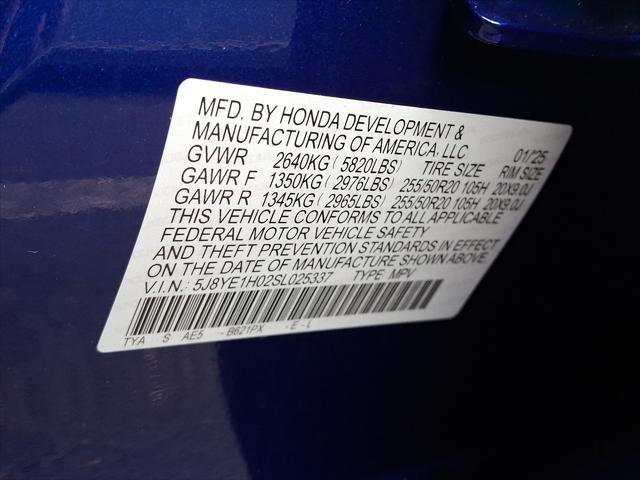 MFD. BY HONDA DEVELOPMENT &
MANUFACTURING OF AMERICA, LLC 01/25
GVWR 2640KG ( 5820LBS) TIRE SIZE RIM SIZE
GAWR F 1350KG ( 2976LBS) 255/50R20 105H 20X9.0J
GAWR R 1345KG ( 2965LBS) 255/50R20 105H 20X9.0J
THIS VEHICLE CONFORMS TO ALL APPLICABLE
FEDERAL MOTOR VEHICLE SAFETY
AND THEFT PREVENTION STANDARDS IN EFFECT
ON THE DATE OF MANUFACTURE SHOWN ABOVE
V.I.N.: 5J8YE1H02SL025337 TYPE: MPV
TYA S AE5 -B621PX -E-L